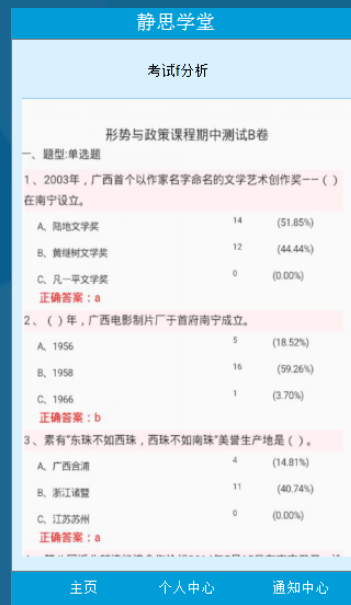 静思学堂
考试f分析
形势与政策课程期中测试B卷
一、题型:单选题
1、2003年，广西首个以作家名字命名的文学艺术创作奖——（ ）
在南宁设立。
A、陆地文学奖 14 (51.85%)
B、黄继树文学奖 12 (44.44%)
C、凡一平文学奖 0 (0.00%)
正确答案：a
2、（ ）年，广西电影制片厂于首府南宁成立。
A、1956 5 (18.52%)
B、1958 16 (59.26%)
C、1966 1 (3.70%)
正确答案：b
3、素有“东珠不如西珠，西珠不如南珠”美誉生产地是（ ）。
A、广西合浦 4 (14.81%)
B、浙江诸暨 11 (40.74%)
C、江苏苏州 0 (0.00%)
正确答案：a
主页 个人中心 通知中心